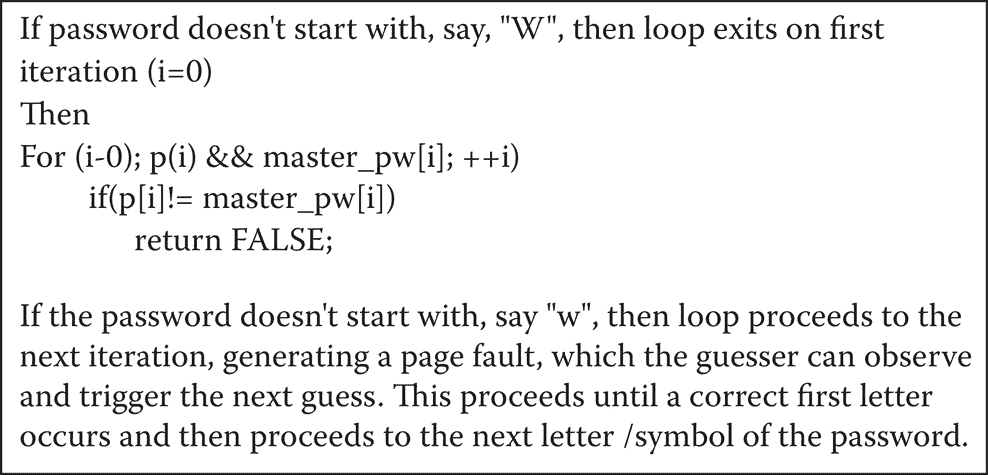 If password doesn't start with, say, "W", then loop exits on first
iteration (i=0)
Then
For (i-0); p(i) && master_pw[i]; ++i)
if(p[i]!= master_pw[i])
return FALSE;
If the password doesn't start with, say "w", then loop proceeds to the
next iteration, generating a page fault, which the guesser can observe
and trigger the next guess. This proceeds until a correct first letter
occurs and then proceeds to the next letter /symbol of the password.